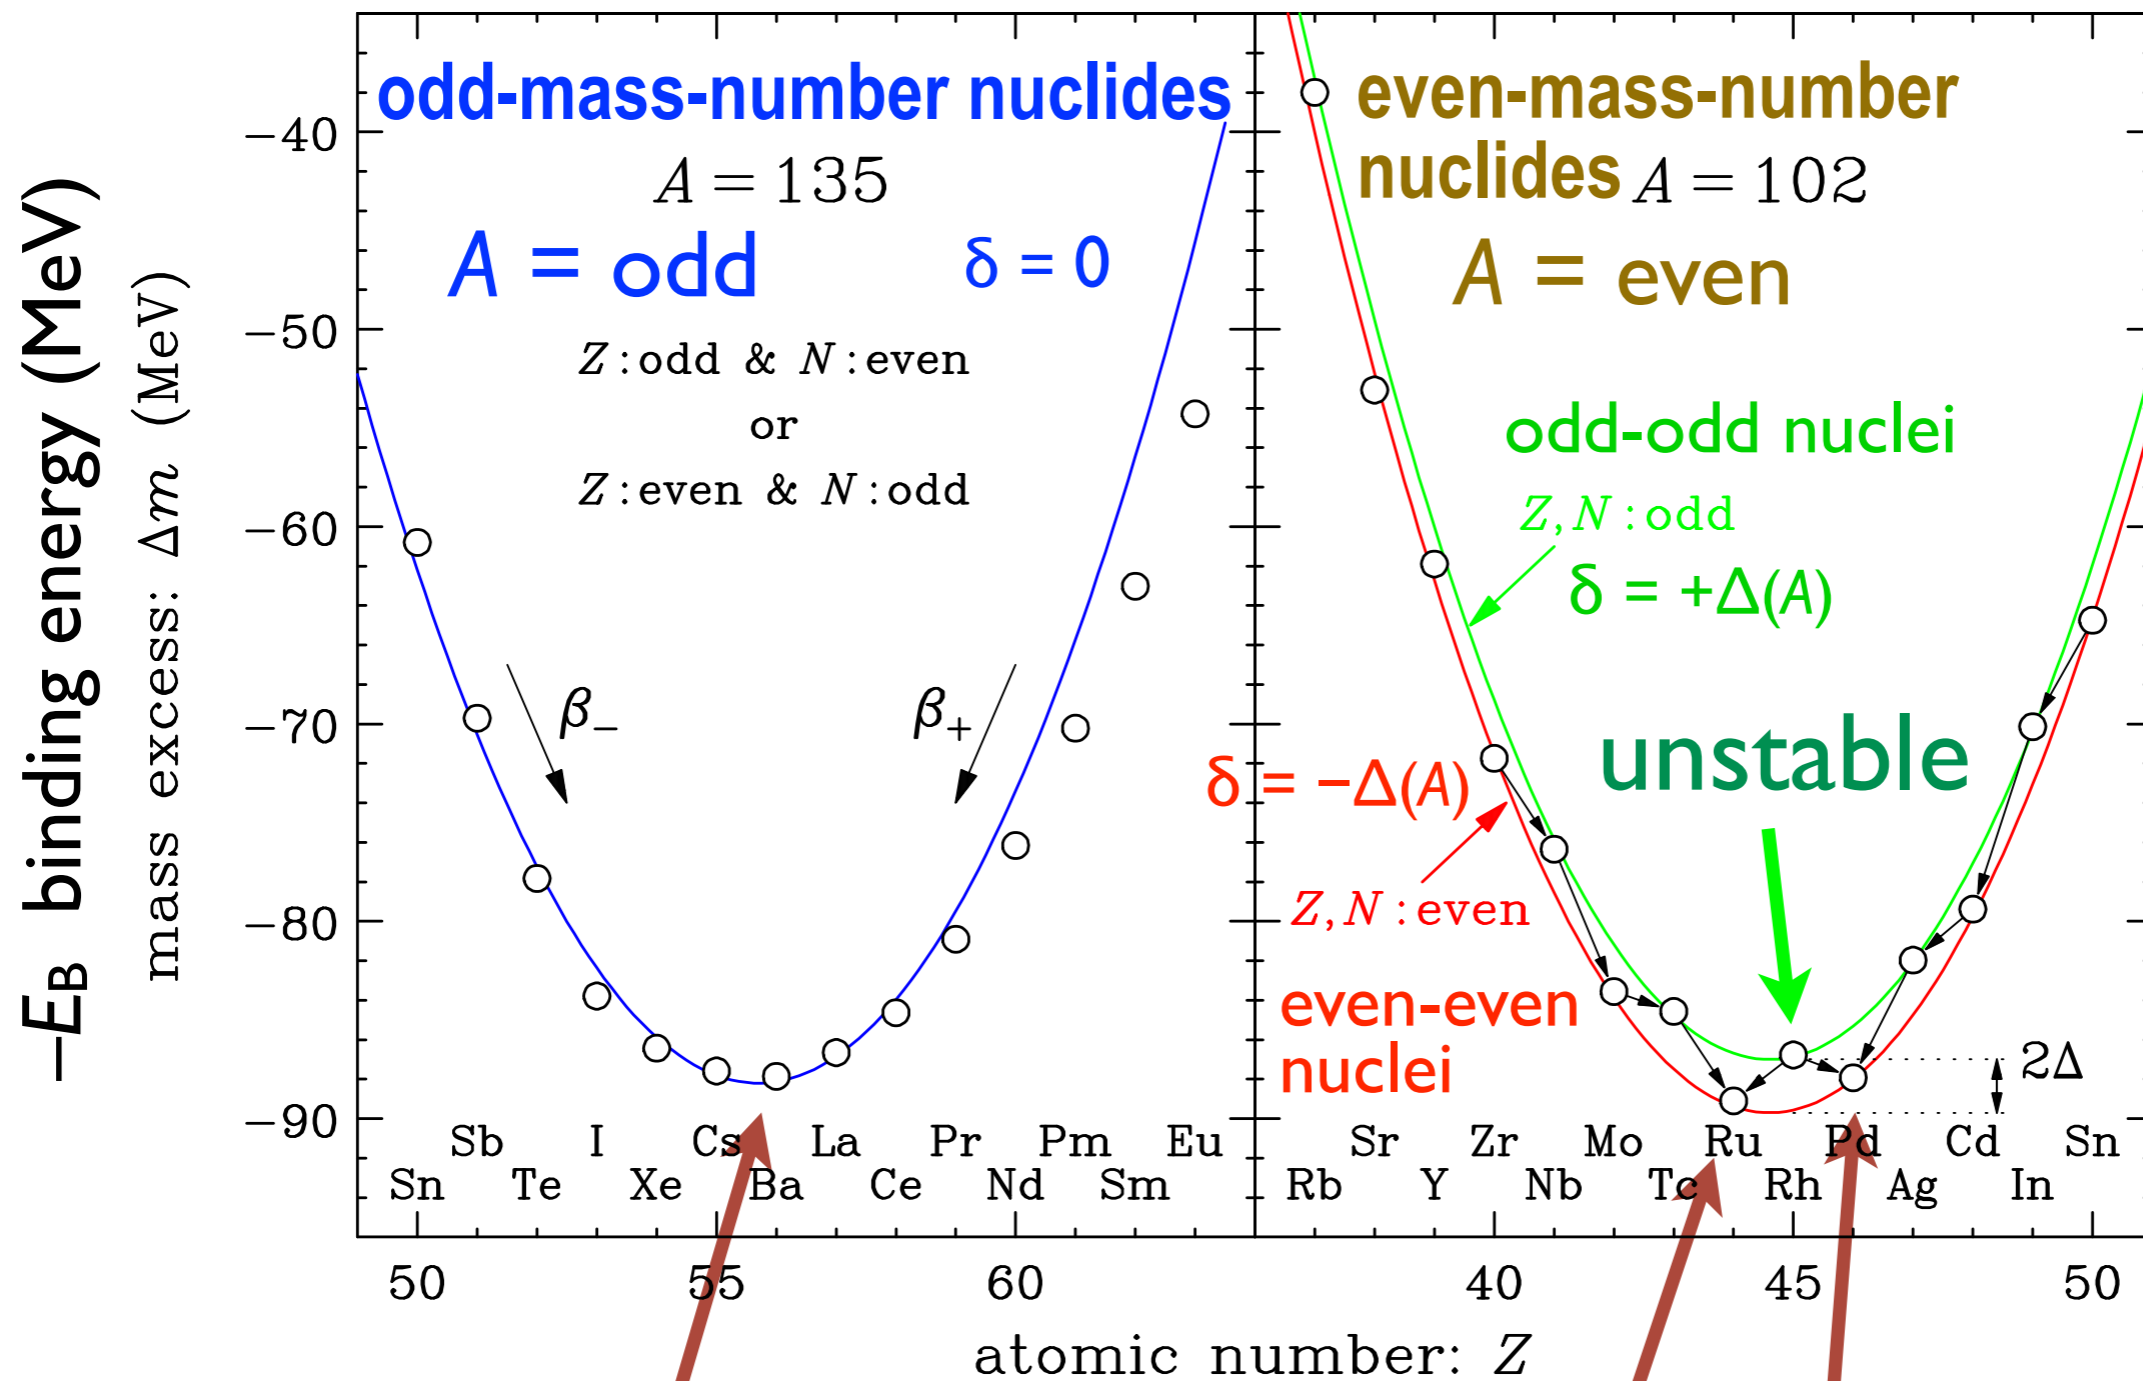 −E_B binding energy (MeV)
mass excess: Δm (MeV)
−40
−50
−60
−70
−80
−90
odd-mass-number nuclides
A = 135
A = odd δ = 0
Z : odd & N : even
or
Z : even & N : odd
β−
β+
Sb I Cs La Pr Pm Eu
Sn Te Xe Ba Ce Nd Sm
50 55 60
even-mass-number
nuclides A = 102
A = even
odd-odd nuclei
Z, N : odd
δ = +Δ(A)
unstable
δ = −Δ(A)
Z, N : even
even-even
nuclei
2Δ
Sr Zr Mo Ru Pd Cd Sn
Rb Y Nb Tc Rh Ag In
40 45 50
atomic number: Z